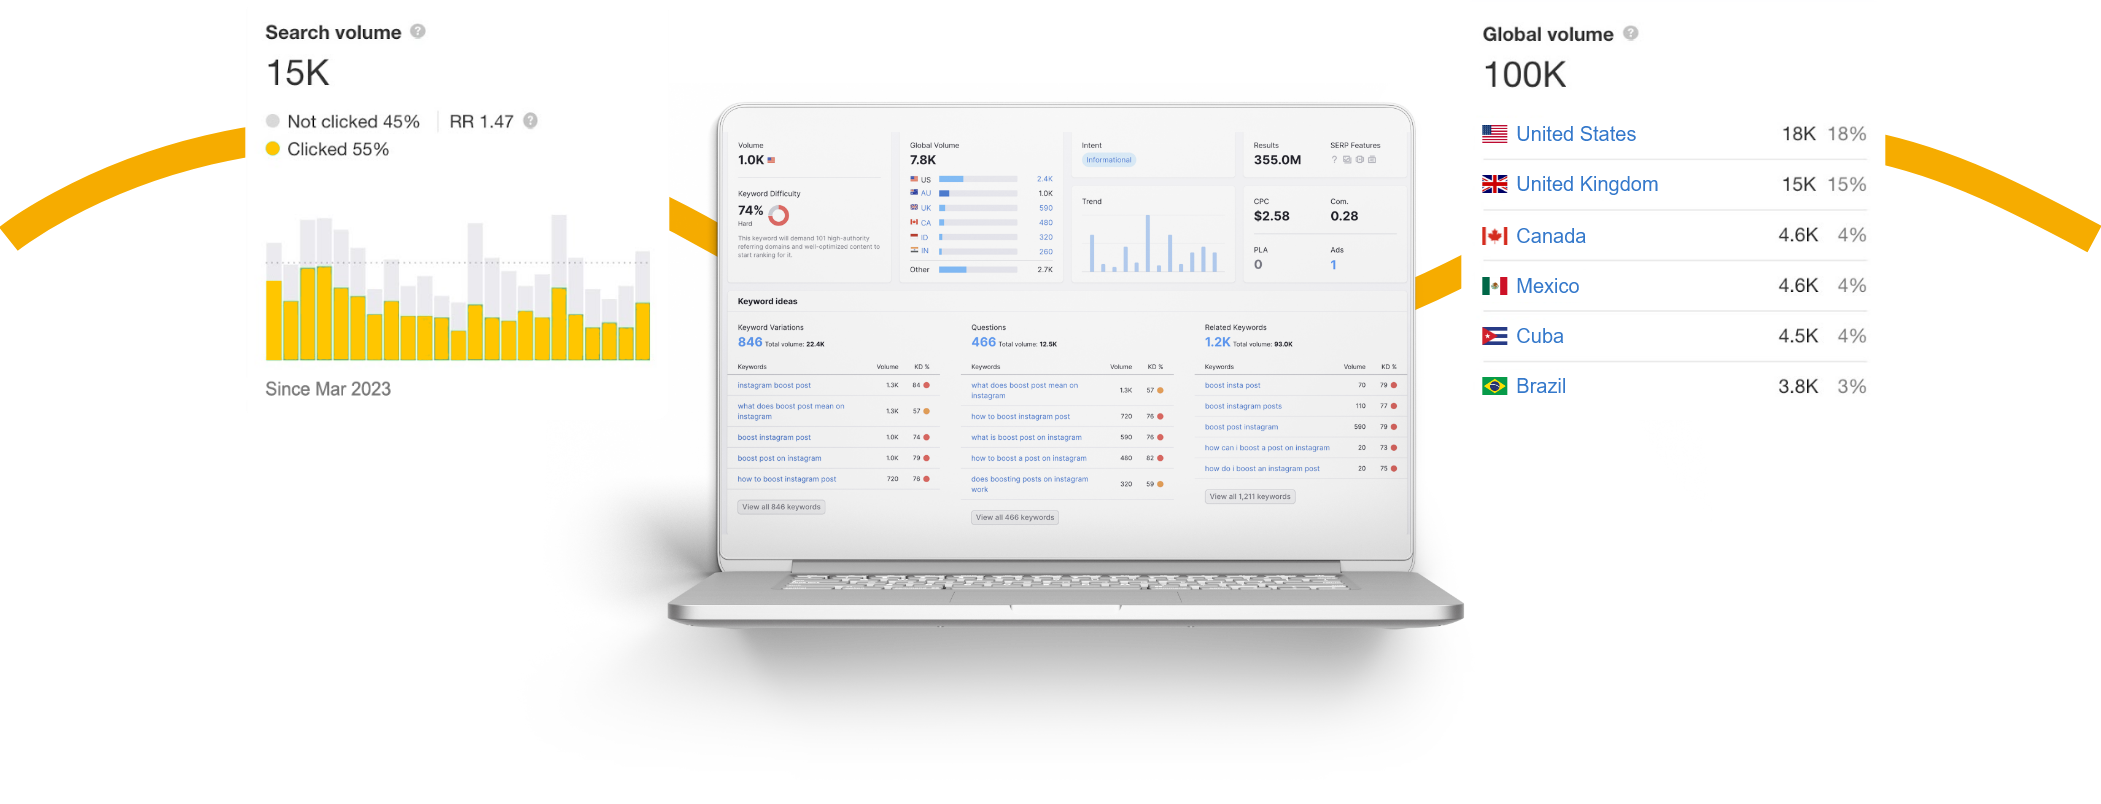 Search volume
15K
Not clicked 45% RR 1.47
Clicked 55%
Since Mar 2023
Volume
1.0K
Keyword Difficulty
74%
Hard
This keyword will demand 101 high-authority
referring domains and well-optimized content to
start ranking for it.
Global Volume
7.8K
US 2.4K
AU 1.0K
UK 590
CA 480
ID 320
IN 260
Other 2.7K
Intent
Informational
Trend
Results
355.0M
SERP Features
CPC
$2.58
Com.
0.28
PLA
0
Ads
1
Keyword ideas
Keyword Variations
846 Total volume: 22.4K
Keywords Volume KD %
instagram boost post 1.3K 84
what does boost post mean on
instagram 1.3K 57
boost instagram post 1.0K 74
boost post on instagram 1.0K 79
how to boost instagram post 720 76
View all 846 keywords
Questions
466 Total volume: 12.5K
Keywords Volume KD %
what does boost post mean on
instagram 1.3K 57
how to boost instagram post 720 76
what is boost post on instagram 590 76
how to boost a post on instagram 480 82
does boosting posts on instagram
work 320 59
View all 466 keywords
Related Keywords
1.2K Total volume: 93.0K
Keywords Volume KD %
boost insta post 70 79
boost instagram posts 110 77
boost post instagram 590 79
how can i boost a post on instagram 20 73
how do i boost an instagram post 20 75
View all 1,211 keywords
Global volume
100K
United States 18K 18%
United Kingdom 15K 15%
Canada 4.6K 4%
Mexico 4.6K 4%
Cuba 4.5K 4%
Brazil 3.8K 3%